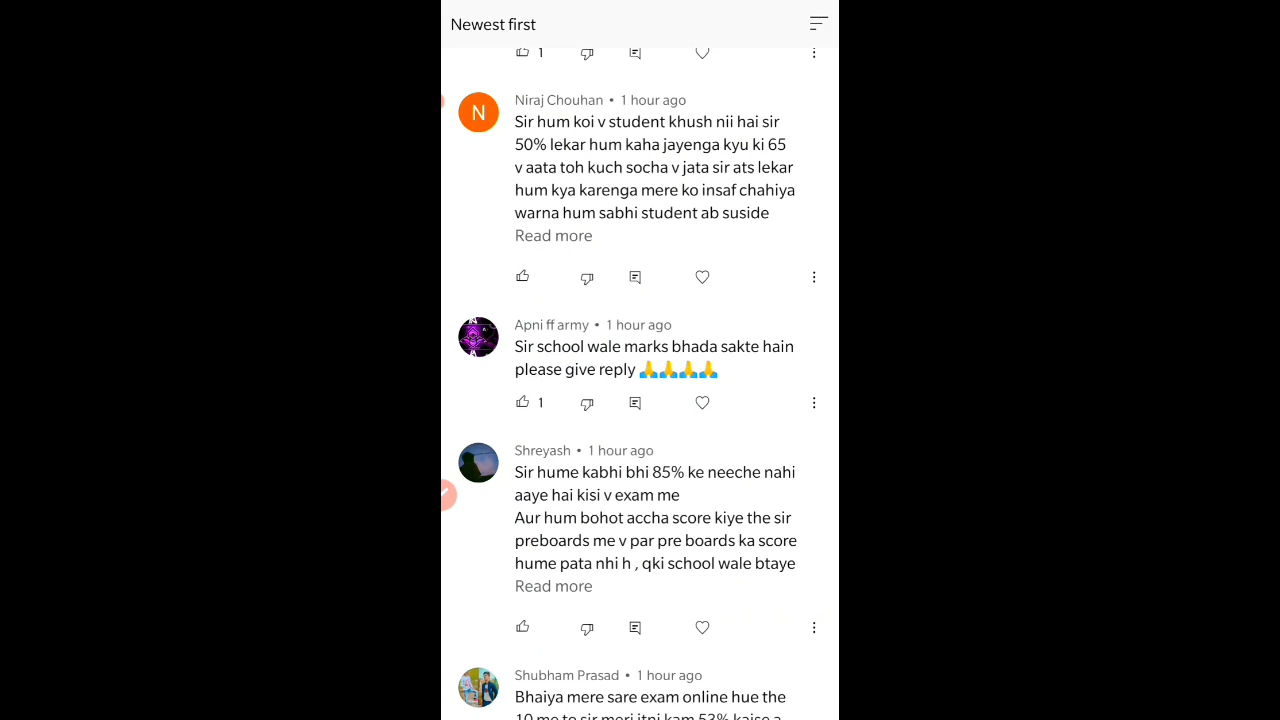 Newest first
1
N
Niraj Chouhan • 1 hour ago
Sir hum koi v student khush nii hai sir
50% lekar hum kaha jayenga kyu ki 65
v aata toh kuch socha v jata sir ats lekar
hum kya karenga mere ko insaf chahiya
warna hum sabhi student ab suside
Read more
Apni ff army • 1 hour ago
Sir school wale marks bhada sakte hain
please give reply 🙏🙏🙏🙏
1
Shreyash • 1 hour ago
Sir hume kabhi bhi 85% ke neeche nahi
aaye hai kisi v exam me
Aur hum bohot accha score kiye the sir
preboards me v par pre boards ka score
hume pata nhi h , qki school wale btaye
Read more
Shubham Prasad • 1 hour ago
Bhaiya mere sare exam online hue the
10 me to sir meri itni kam 53% kaise a